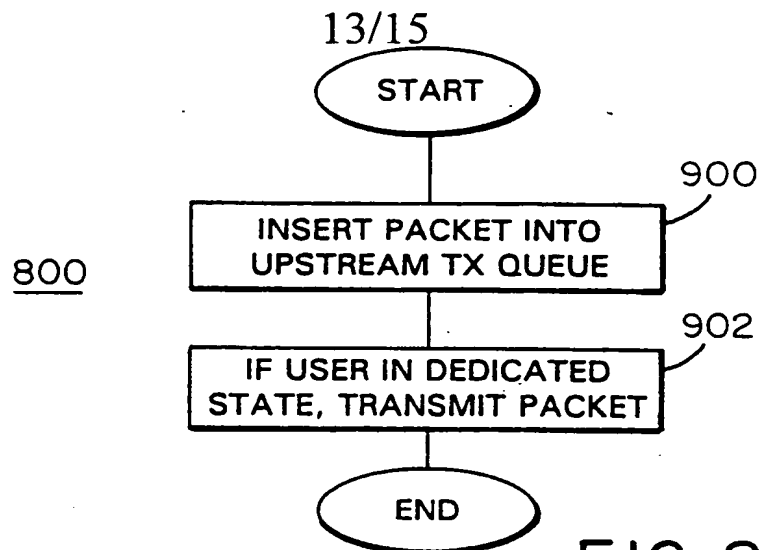 13/15
START
900
INSERT PACKET INTO
UPSTREAM TX QUEUE
800
902
IF USER IN DEDICATED
STATE, TRANSMIT PACKET
END